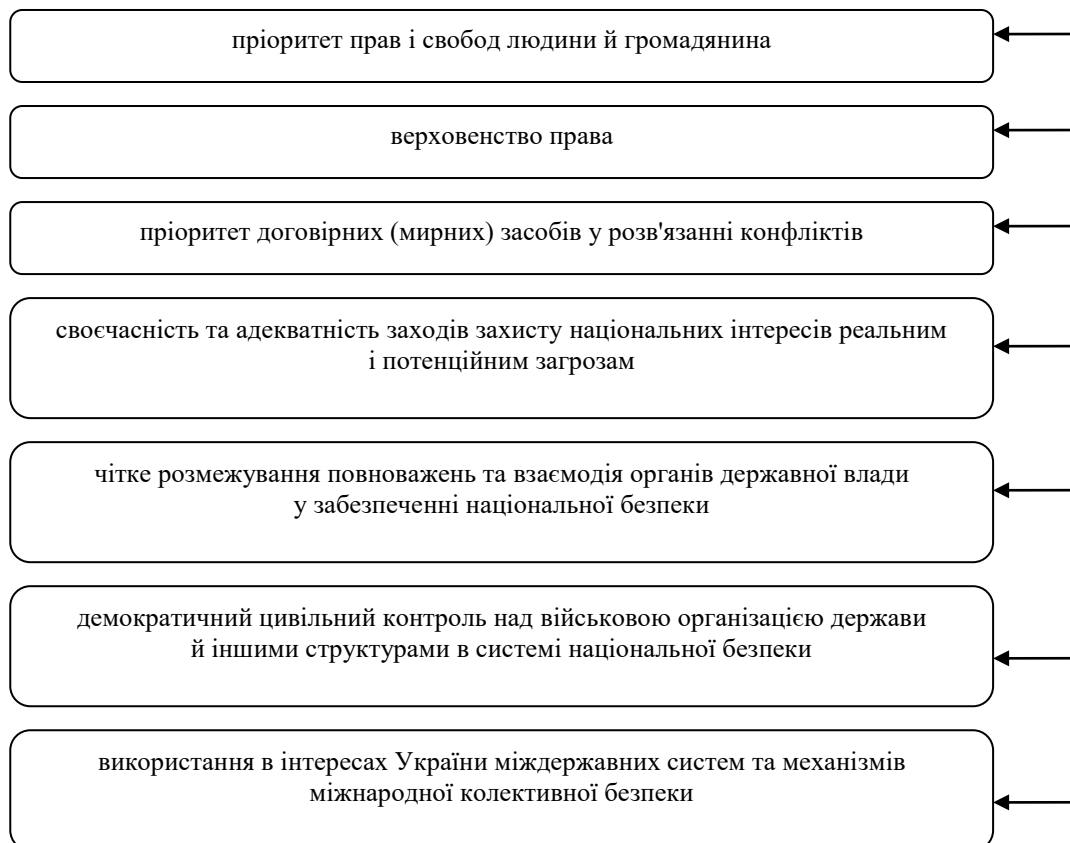 пріоритет прав і свобод людини й громадянина
верховенство права
пріоритет договірних (мирних) засобів у розв'язанні конфліктів
своєчасність та адекватність заходів захисту національних інтересів реальним
і потенційним загрозам
чітке розмежування повноважень та взаємодія органів державної влади
у забезпеченні національної безпеки
демократичний цивільний контроль над військовою організацією держави
й іншими структурами в системі національної безпеки
використання в інтересах України міждержавних систем та механізмів
міжнародної колективної безпеки